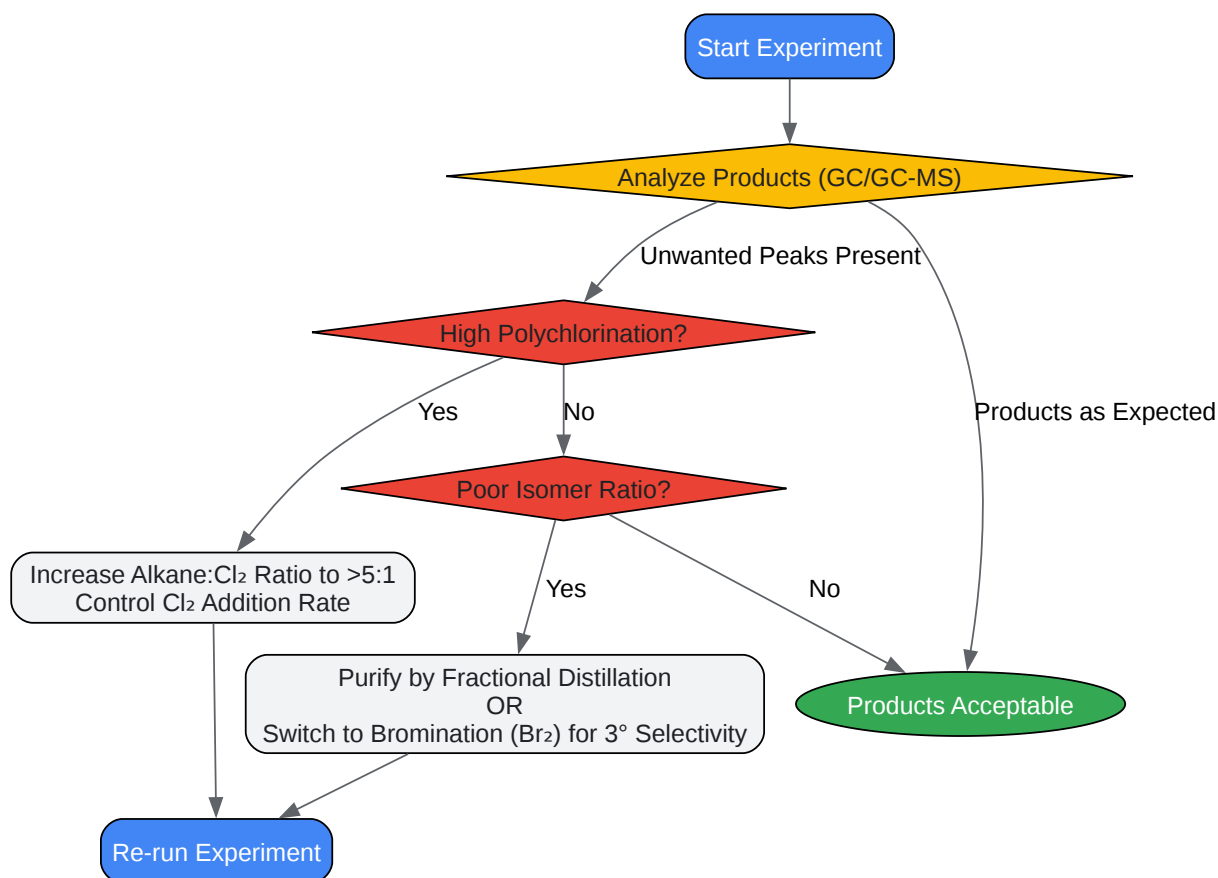 Start Experiment
Analyze Products (GC/GC-MS)
Unwanted Peaks Present
High Polychlorination?
Yes
No
Products as Expected
Poor Isomer Ratio?
Increase Alkane:Cl₂ Ratio to >5:1
Control Cl₂ Addition Rate
Yes
No
Purify by Fractional Distillation
OR
Switch to Bromination (Br₂) for 3° Selectivity
Products Acceptable
Re-run Experiment